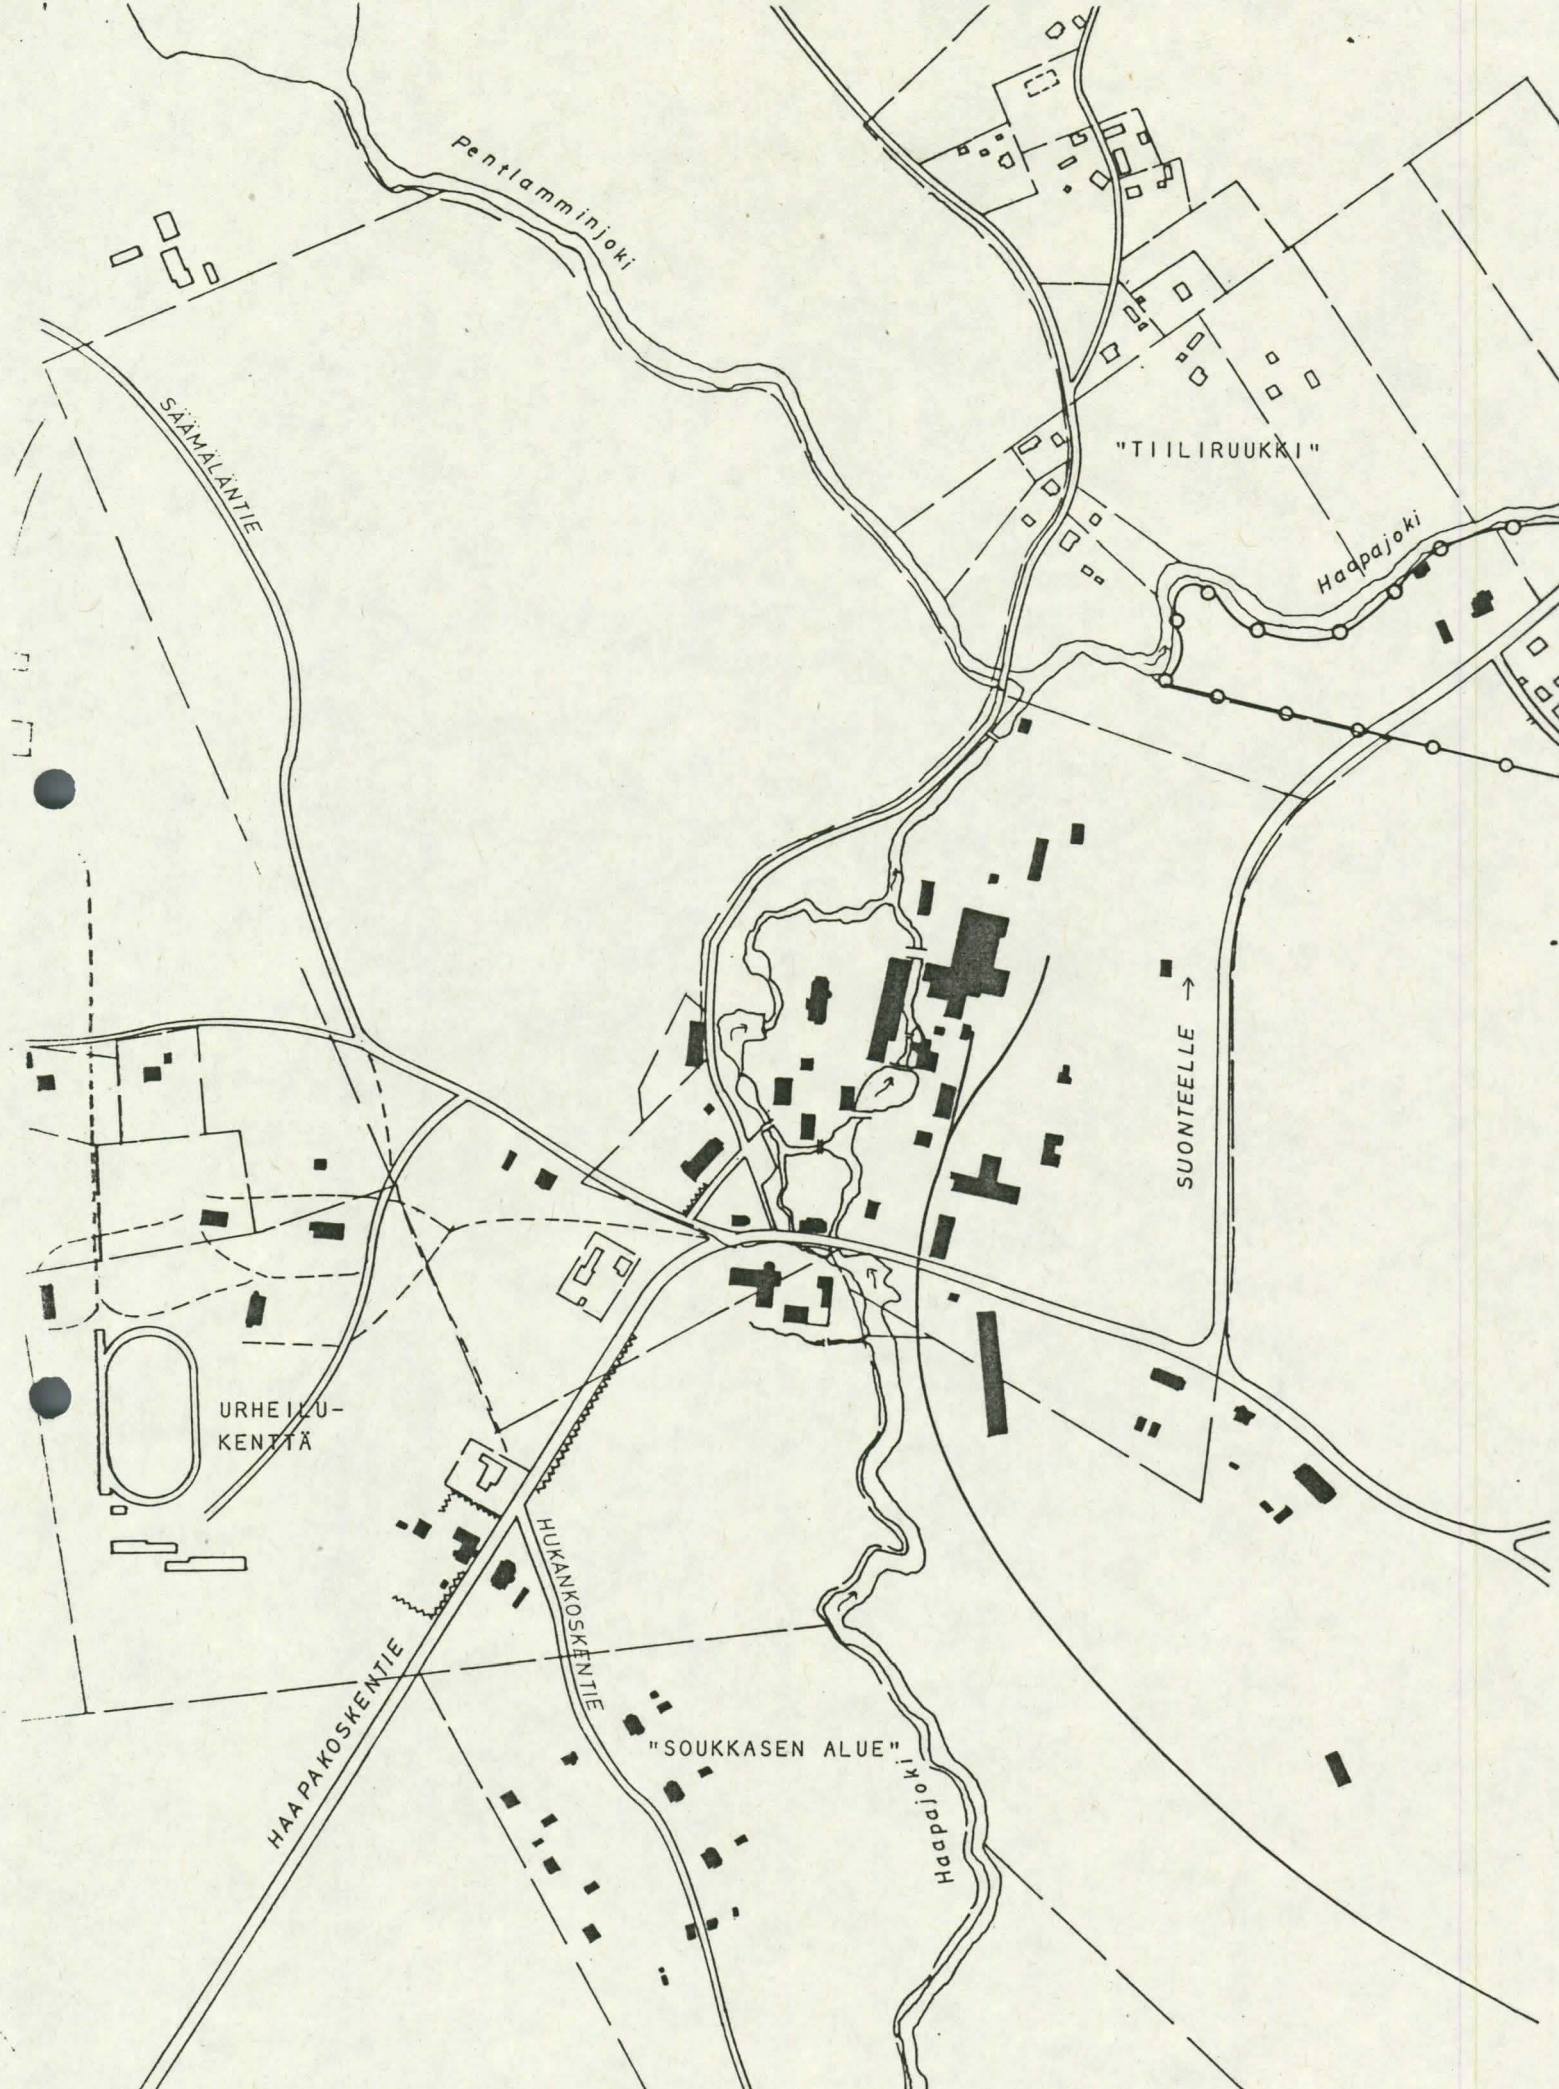 Pentlamminjoki
SÄÄMÄLÄNTIE
"TIILIRUUKKI"
Haapajoki
SUONTEELLE →
URHEILU-
KENTTÄ
HUKANKOSKENTIE
HAAPAKOSKENTIE
"SOUKKASEN ALUE"
Haapajoki